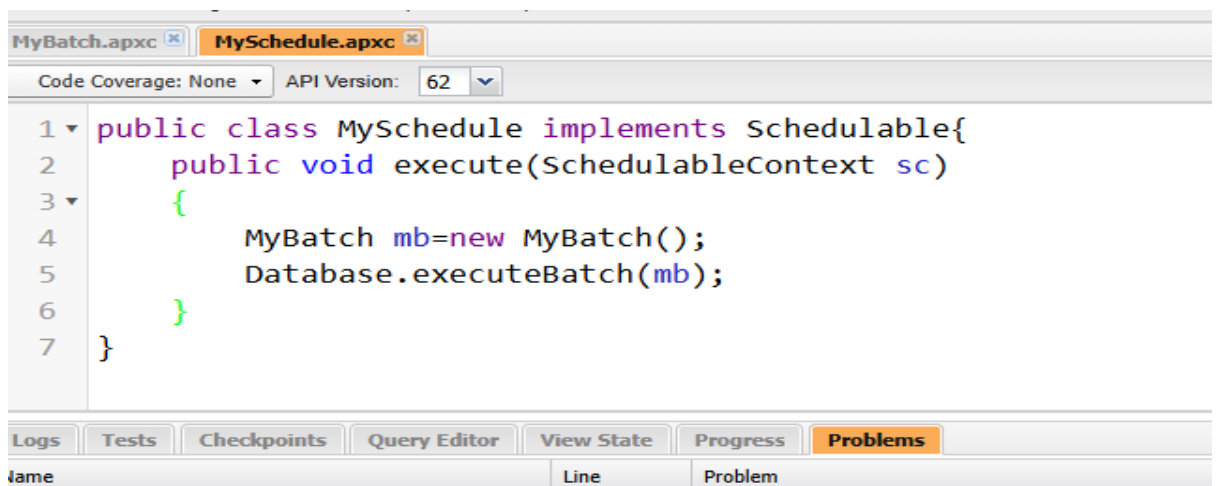 MyBatch.apxc MySchedule.apxc
Code Coverage: None API Version: 62
1 public class MySchedule implements Schedulable{
2 public void execute(SchedulableContext sc)
3 {
4 MyBatch mb=new MyBatch();
5 Database.executeBatch(mb);
6 }
7 }
Logs Tests Checkpoints Query Editor View State Progress Problems
Name Line Problem